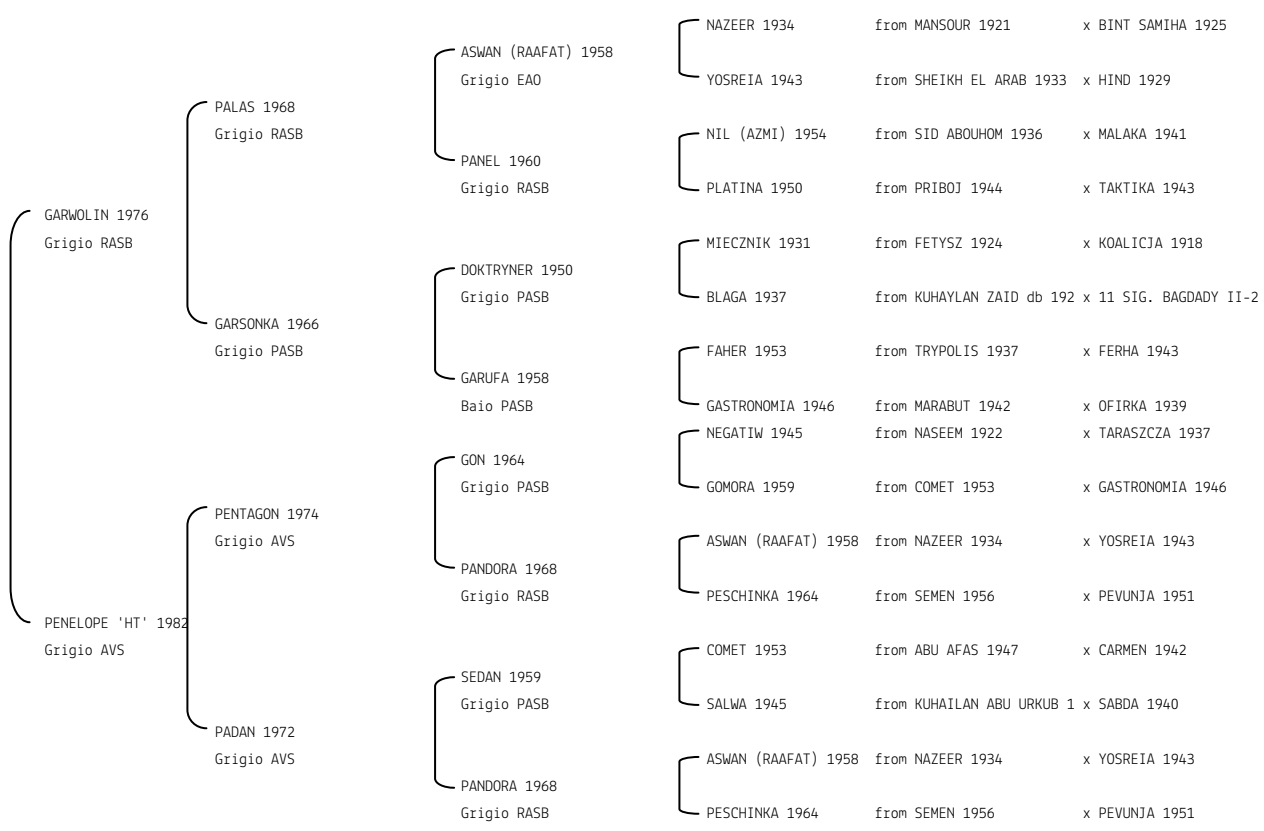 NAZEER 1934 from MANSOUR 1921 x BINT SAMIHA 1925
ASWAN (RAAFAT) 1958
Grigio EAO YOSREIA 1943 from SHEIKH EL ARAB 1933 x HIND 1929
PALAS 1968
Grigio RASB NIL (AZMI) 1954 from SID ABOUHOM 1936 x MALAKA 1941
PANEL 1960
Grigio RASB PLATINA 1950 from PRIBOJ 1944 x TAKTIKA 1943
GARWOLIN 1976
Grigio RASB MIECZNIK 1931 from FETYSZ 1924 x KOALICJA 1918
DOKTRYNER 1950
Grigio PASB BLAGA 1937 from KUHAYLAN ZAID db 192 x 11 SIG. BAGDADY II-2
GARSONKA 1966
Grigio PASB FAHER 1953 from TRYPOLIS 1937 x FERHA 1943
GARUFA 1958
Baio PASB GASTRONOMIA 1946 from MARABUT 1942 x OFIRKA 1939
NEGATIW 1945 from NASEEM 1922 x TARASZCZA 1937
GON 1964
Grigio PASB GOMORA 1959 from COMET 1953 x GASTRONOMIA 1946
PENTAGON 1974
Grigio AVS ASWAN (RAAFAT) 1958 from NAZEER 1934 x YOSREIA 1943
PANDORA 1968
Grigio RASB PESCHINKA 1964 from SEMEN 1956 x PEVUNJA 1951
PENELOPE 'HT' 1982
Grigio AVS COMET 1953 from ABU AFAS 1947 x CARMEN 1942
SEDAN 1959
Grigio PASB SALWA 1945 from KUHAILAN ABU URKUB 1 x SABDA 1940
PADAN 1972
Grigio AVS ASWAN (RAAFAT) 1958 from NAZEER 1934 x YOSREIA 1943
PANDORA 1968
Grigio RASB PESCHINKA 1964 from SEMEN 1956 x PEVUNJA 1951